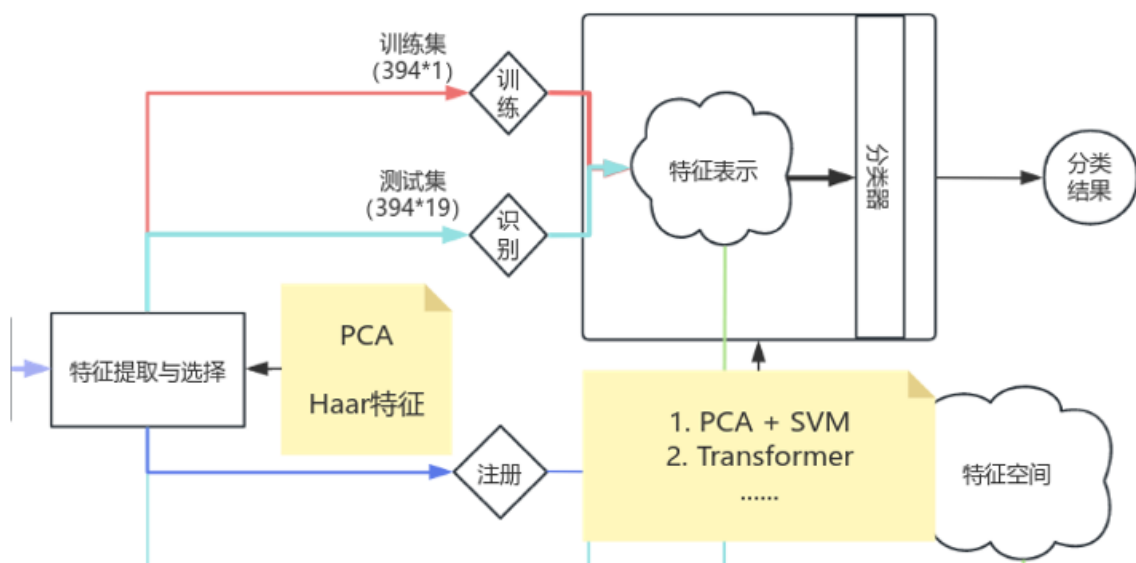 训练集
(394*1)
训
练
测试集
(394*19)
识
别
特征表示
分类器
分类
结果
特征提取与选择
PCA
Haar特征
注册
1. PCA + SVM
2. Transformer
......
特征空间